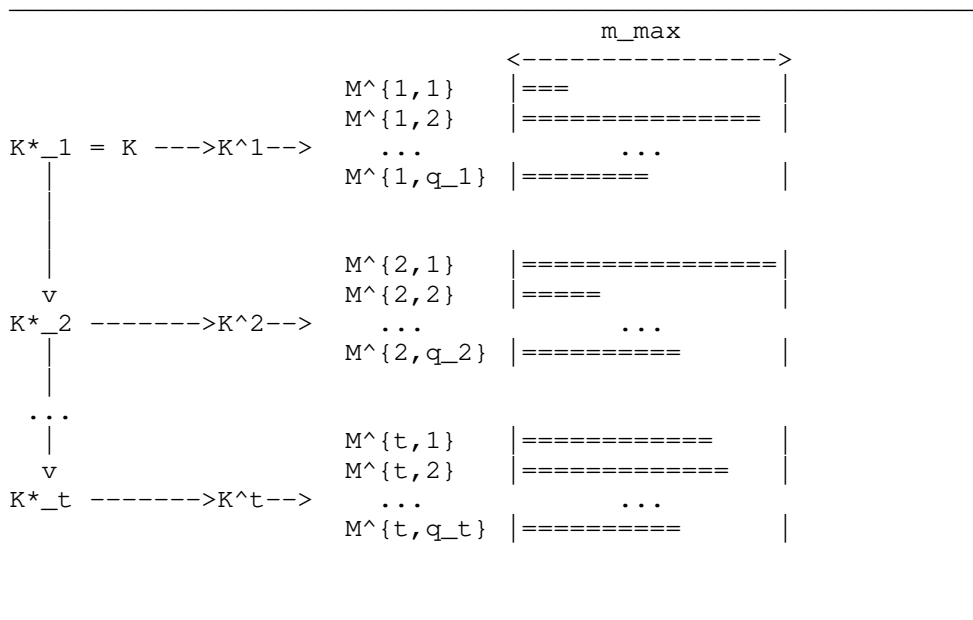 m_max
<---------------->
M^{1,1} |=== |
M^{1,2} |=============== |
K*_1 = K --->K^1--> ... ...
| M^{1,q_1} |======== |
|
|
| M^{2,1} |================|
v M^{2,2} |===== |
K*_2 ------->K^2--> ... ...
| M^{2,q_2} |========== |
|
...
| M^{t,1} |============ |
v M^{t,2} |============= |
K*_t ------->K^t--> ... ...
M^{t,q_t} |========== |